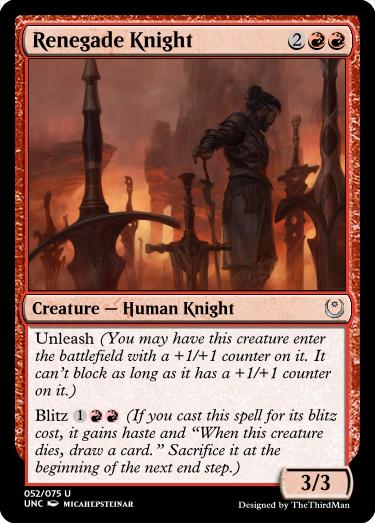 Renegade Knight 2
Creature — Human Knight
Unleash (You may have this creature enter
the battlefield with a +1/+1 counter on it. It
can't block as long as it has a +1/+1 counter
on it.)
Blitz 1 (If you cast this spell for its blitz
cost, it gains haste and “When this creature
dies, draw a card.” Sacrifice it at the
beginning of the next end step.)
3/3
052/075 U
UNC — MICAHEPSTEINAR
Designed by TheThirdMan